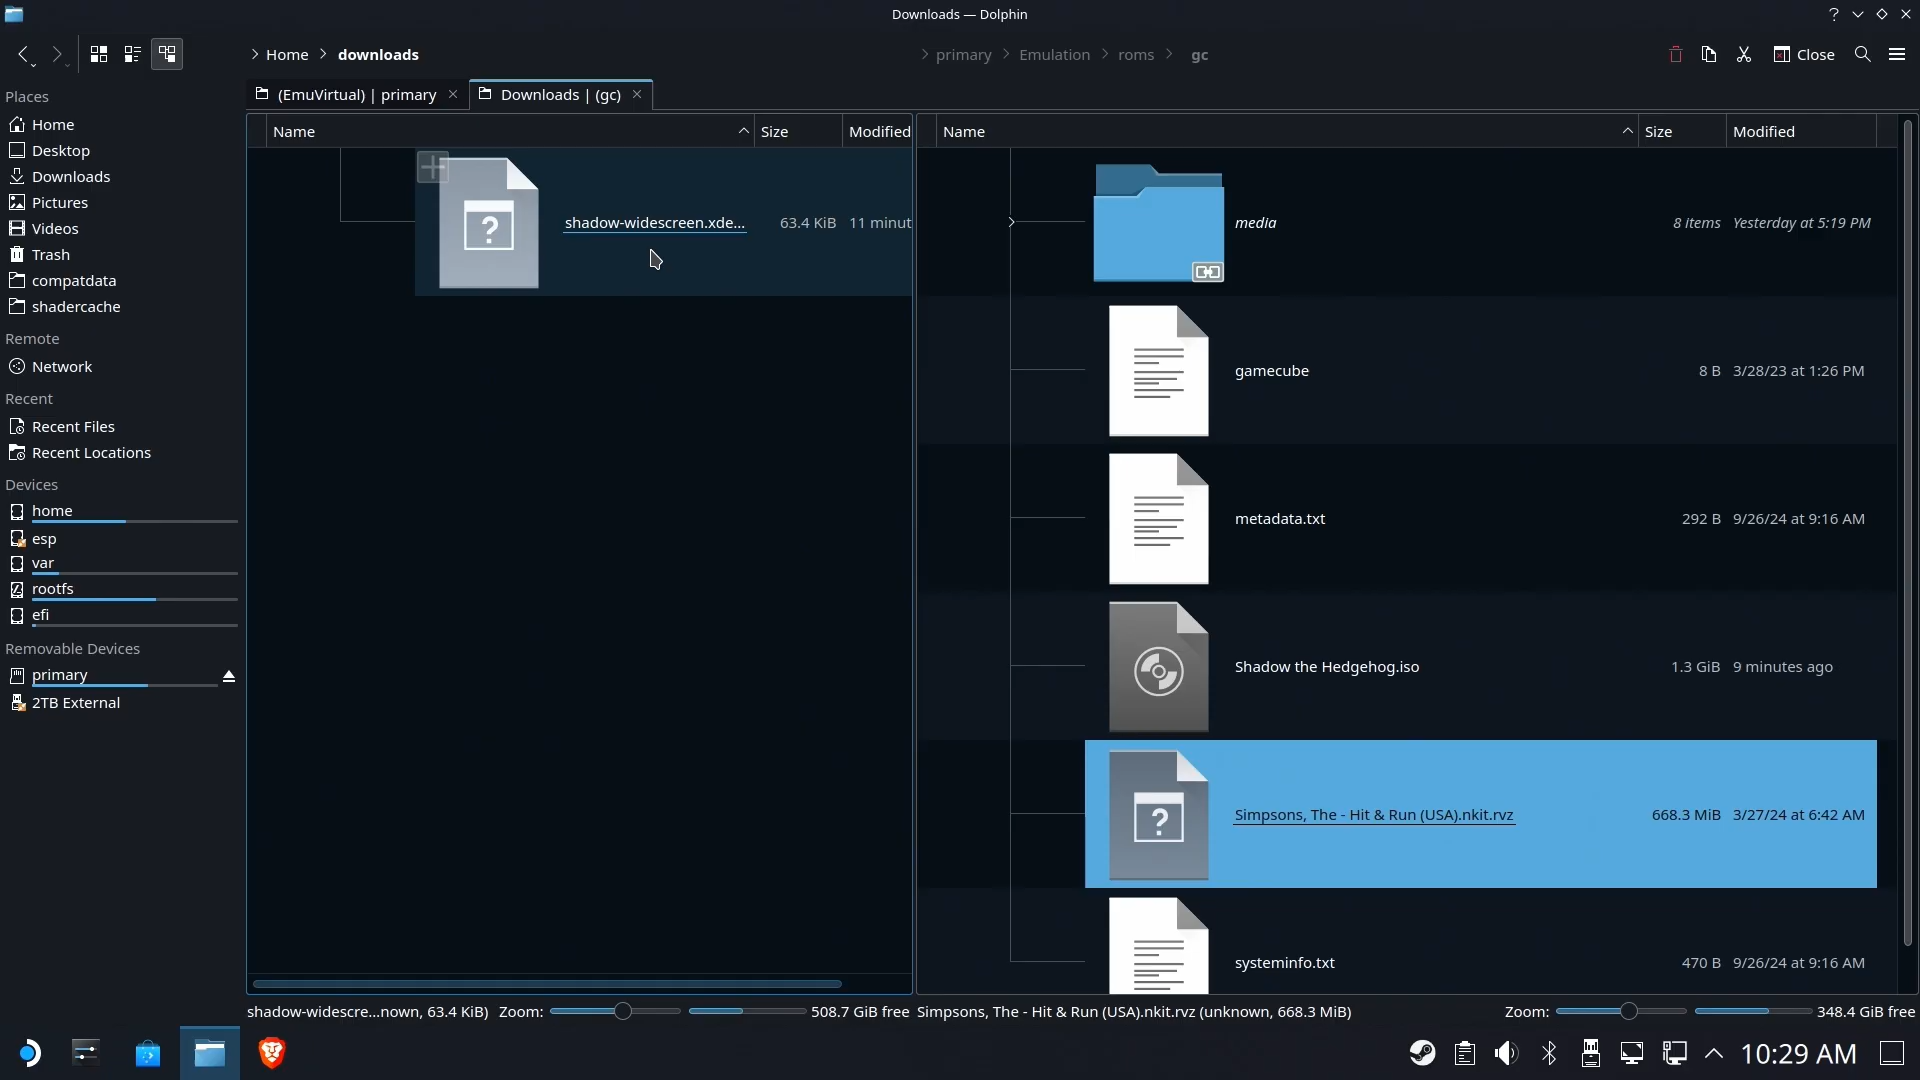 Downloads — Dolphin
Home
downloads
primary
Emulation
roms
gc
Close
Places
Home
Desktop
Downloads
Pictures
Videos
Trash
compatdata
shadercache
Remote
Network
Recent
Recent Files
Recent Locations
Devices
home
esp
var
rootfs
efi
Removable Devices
primary
2TB External
(EmuVirtual) | primary
Downloads | (gc)
Name Size Modified
shadow-widescreen.xde... 63.4 KiB 11 minut
Name Size Modified
media 8 items Yesterday at 5:19 PM
gamecube 8 B 3/28/23 at 1:26 PM
metadata.txt 292 B 9/26/24 at 9:16 AM
Shadow the Hedgehog.iso 1.3 GiB 9 minutes ago
Simpsons, The - Hit & Run (USA).nkit.rvz 668.3 MiB 3/27/24 at 6:42 AM
systeminfo.txt 470 B 9/26/24 at 9:16 AM
shadow-widescre...nown, 63.4 KiB) Zoom: 508.7 GiB free
Simpsons, The - Hit & Run (USA).nkit.rvz (unknown, 668.3 MiB) Zoom: 348.4 GiB free
10:29 AM